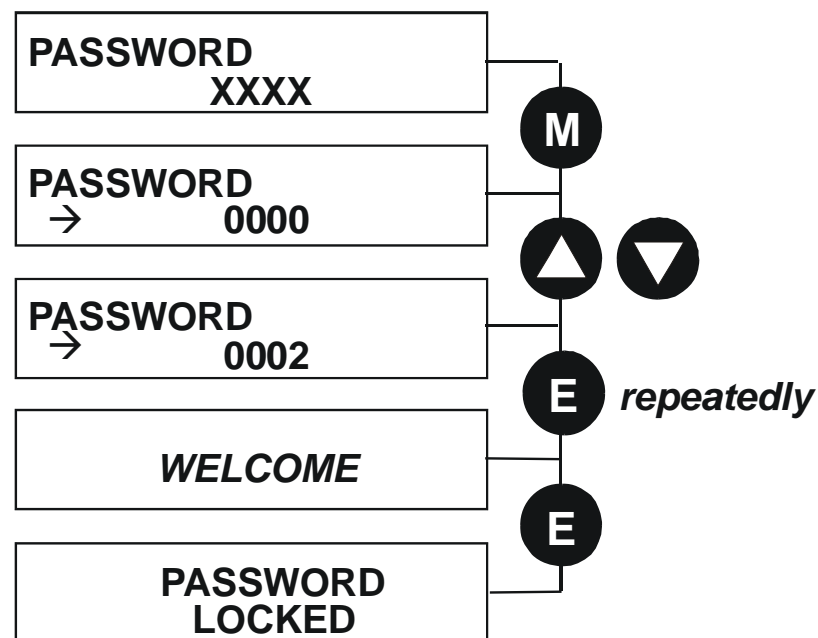 PASSWORD
XXXX
M
PASSWORD
→ 0000
PASSWORD
→ 0002
E repeatedly
WELCOME
E
PASSWORD
LOCKED